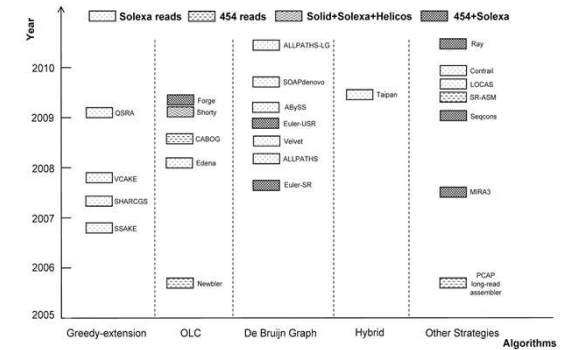 Year
Solexa reads 454 reads Solid+Solexa+Helicos 454+Solexa
ALLPATHS-LG
Ray
2010
Contrail
SOAPdenovo
LOCAS
Taipan
SR-ASM
Forge
ABySS
QSRA
Shorty
2009
Seqcons
Euler-USR
CABOG
Velvet
Edena
ALLPATHS
2008
VCAKE
Euler-SR
MIRA3
SHARCGS
2007
SSAKE
2006
Newbler
PCAP
long-read
assembler
2005
Greedy-extension OLC De Bruijn Graph Hybrid Other Strategies
Algorithms